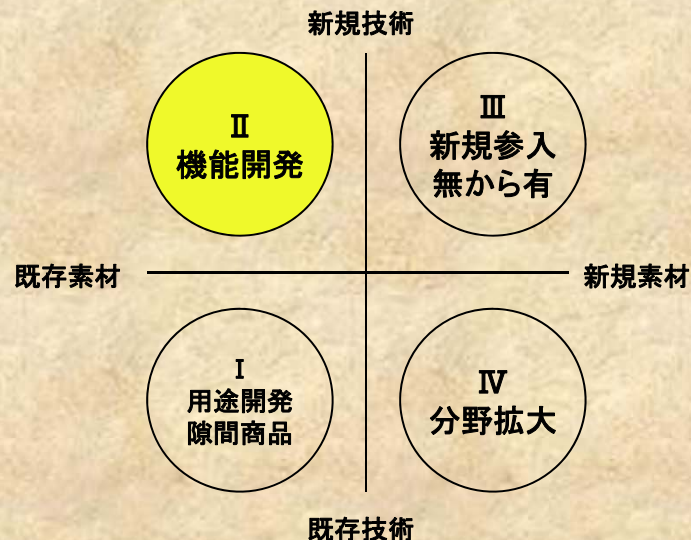 新規技術
Ⅱ
機能開発
Ⅲ
新規参入
無から有
既存素材
新規素材
Ⅰ
用途開発
隙間商品
Ⅳ
分野拡大
既存技術